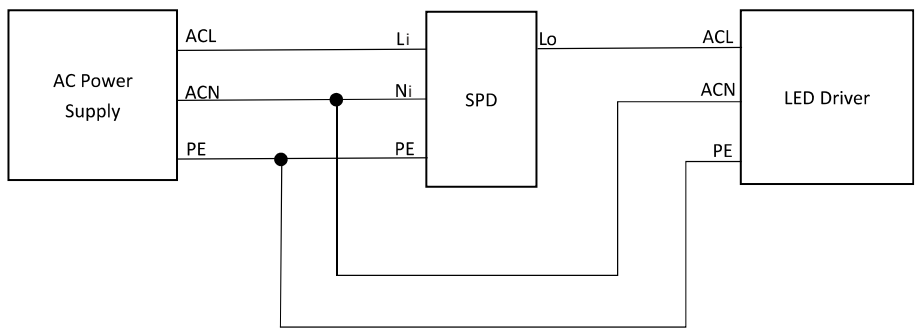 ACL
Li
Lo
ACL
AC Power
Supply
ACN
Ni
SPD
ACN
LED Driver
PE
PE
PE